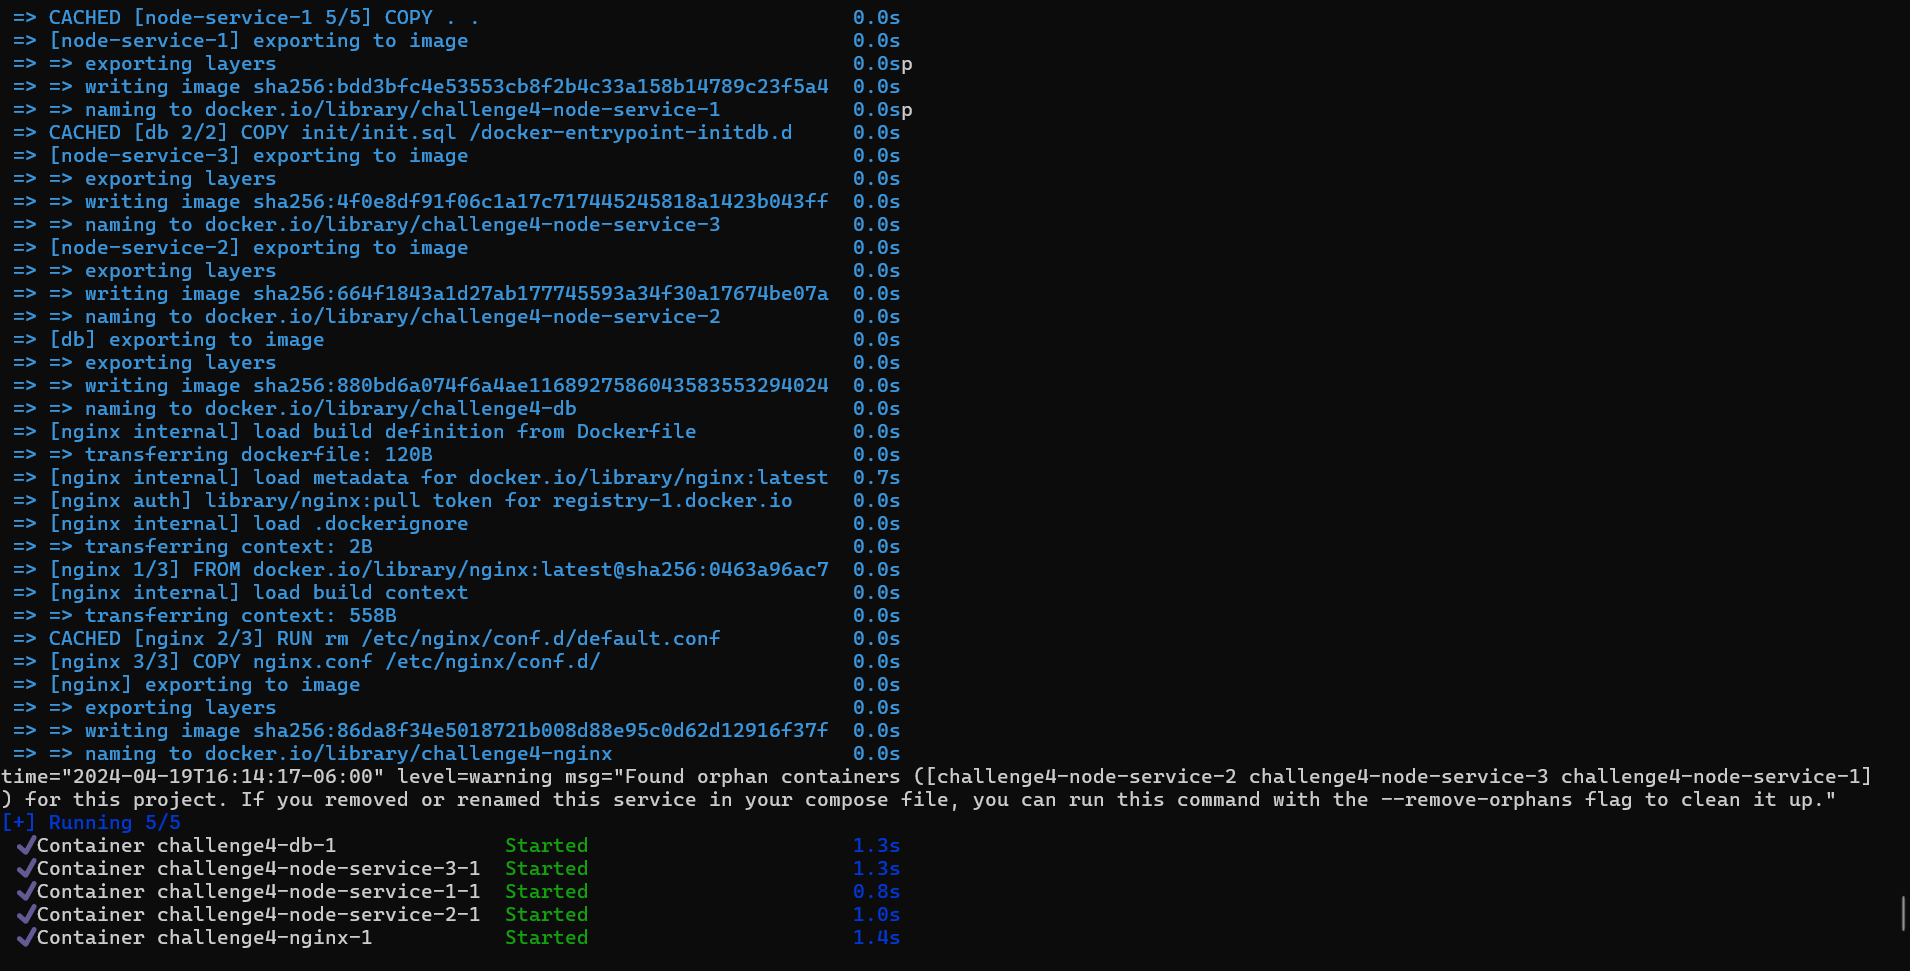 => CACHED [node-service-1 5/5] COPY . . 0.0s
=> [node-service-1] exporting to image 0.0s
=> => exporting layers 0.0sp
=> => writing image sha256:bdd3bfc4e53553cb8f2b4c33a158b14789c23f5a4 0.0s
=> => naming to docker.io/library/challenge4-node-service-1 0.0sp
=> CACHED [db 2/2] COPY init/init.sql /docker-entrypoint-initdb.d 0.0s
=> [node-service-3] exporting to image 0.0s
=> => exporting layers 0.0s
=> => writing image sha256:4f0e8df91f06c1a17c717445245818a1423b043ff 0.0s
=> => naming to docker.io/library/challenge4-node-service-3 0.0s
=> [node-service-2] exporting to image 0.0s
=> => exporting layers 0.0s
=> => writing image sha256:664f1843a1d27ab177745593a34f30a17674be07a 0.0s
=> => naming to docker.io/library/challenge4-node-service-2 0.0s
=> [db] exporting to image 0.0s
=> => exporting layers 0.0s
=> => writing image sha256:880bd6a074f6a4ae1168927586043583553294024 0.0s
=> => naming to docker.io/library/challenge4-db 0.0s
=> [nginx internal] load build definition from Dockerfile 0.0s
=> => transferring dockerfile: 120B 0.0s
=> [nginx internal] load metadata for docker.io/library/nginx:latest 0.7s
=> [nginx auth] library/nginx:pull token for registry-1.docker.io 0.0s
=> [nginx internal] load .dockerignore 0.0s
=> => transferring context: 2B 0.0s
=> [nginx 1/3] FROM docker.io/library/nginx:latest@sha256:0463a96ac7 0.0s
=> [nginx internal] load build context 0.0s
=> => transferring context: 558B 0.0s
=> CACHED [nginx 2/3] RUN rm /etc/nginx/conf.d/default.conf 0.0s
=> [nginx 3/3] COPY nginx.conf /etc/nginx/conf.d/ 0.0s
=> [nginx] exporting to image 0.0s
=> => exporting layers 0.0s
=> => writing image sha256:86da8f34e5018721b008d88e95c0d62d12916f37f 0.0s
=> => naming to docker.io/library/challenge4-nginx 0.0s
time="2024-04-19T16:14:17-06:00" level=warning msg="Found orphan containers ([challenge4-node-service-2 challenge4-node-service-3 challenge4-node-service-1]
) for this project. If you removed or renamed this service in your compose file, you can run this command with the --remove-orphans flag to clean it up."
[+] Running 5/5
✔Container challenge4-db-1 Started 1.3s
✔Container challenge4-node-service-3-1 Started 1.3s
✔Container challenge4-node-service-1-1 Started 0.8s
✔Container challenge4-node-service-2-1 Started 1.0s
✔Container challenge4-nginx-1 Started 1.4s